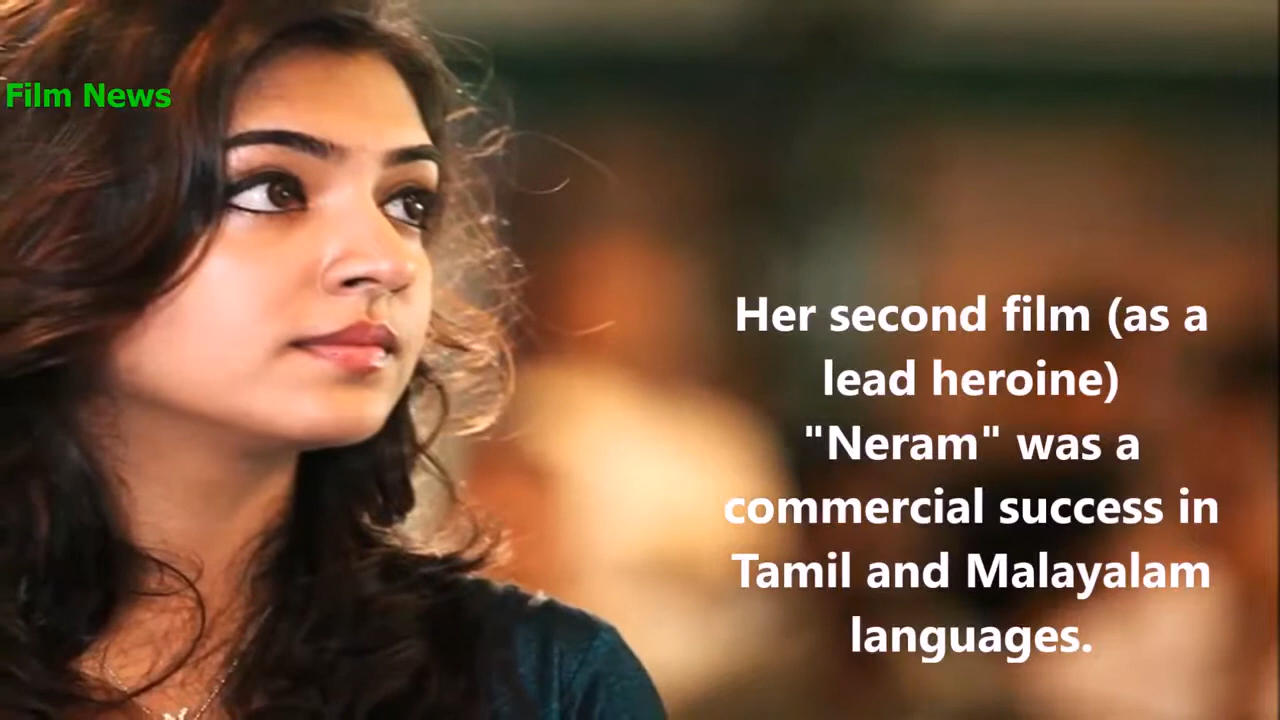 Film News
Her second film (as a
lead heroine)
"Neram" was a
commercial success in
Tamil and Malayalam
languages.